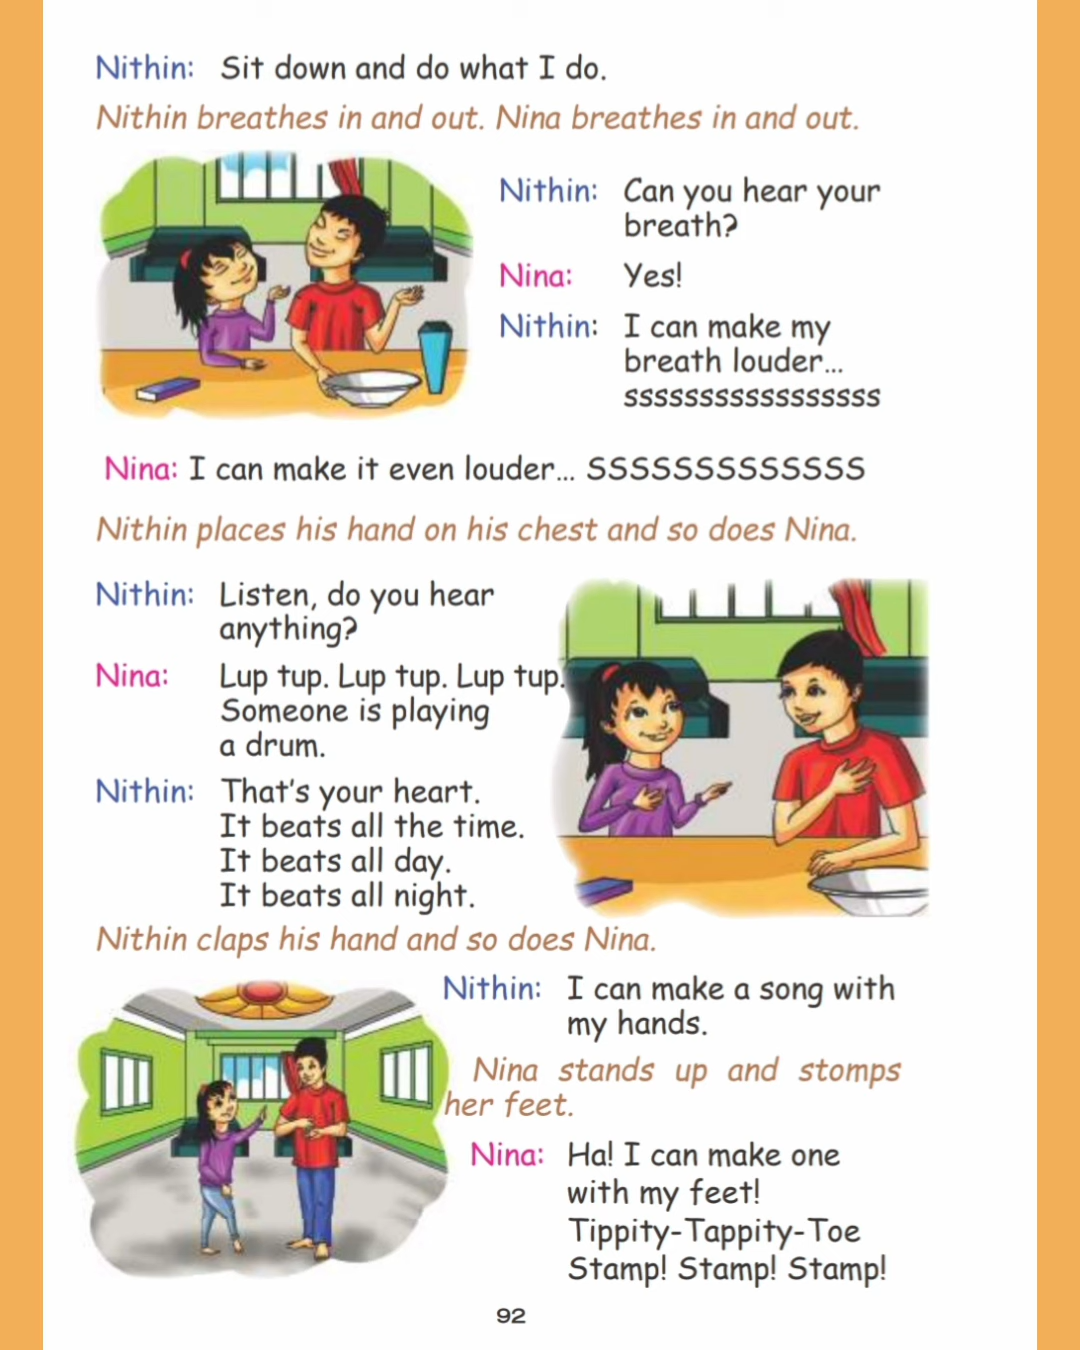 Nithin: Sit down and do what I do.
Nithin breathes in and out. Nina breathes in and out.
Nithin: Can you hear your
breath?
Nina: Yes!
Nithin: I can make my
breath louder...
sssssssssssssssss
Nina: I can make it even louder... SSSSSSSSSSSSS
Nithin places his hand on his chest and so does Nina.
Nithin: Listen, do you hear
anything?
Nina: Lup tup. Lup tup. Lup tup.
Someone is playing
a drum.
Nithin: That's your heart.
It beats all the time.
It beats all day.
It beats all night.
Nithin claps his hand and so does Nina.
Nithin: I can make a song with
my hands.
Nina stands up and stomps
her feet.
Nina: Ha! I can make one
with my feet!
Tippity-Tappity-Toe
Stamp! Stamp! Stamp!
92